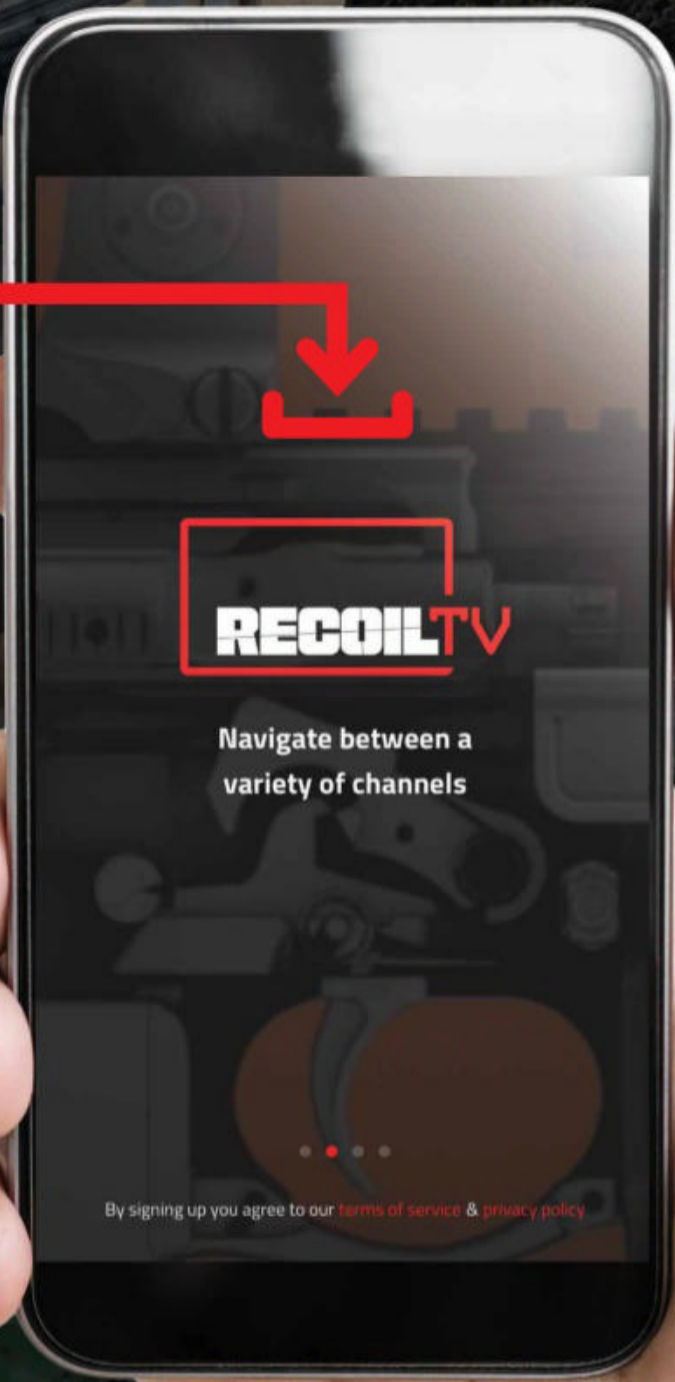 RECOILTV
Navigate between a
variety of channels
By signing up you agree to our terms of service & privacy policy